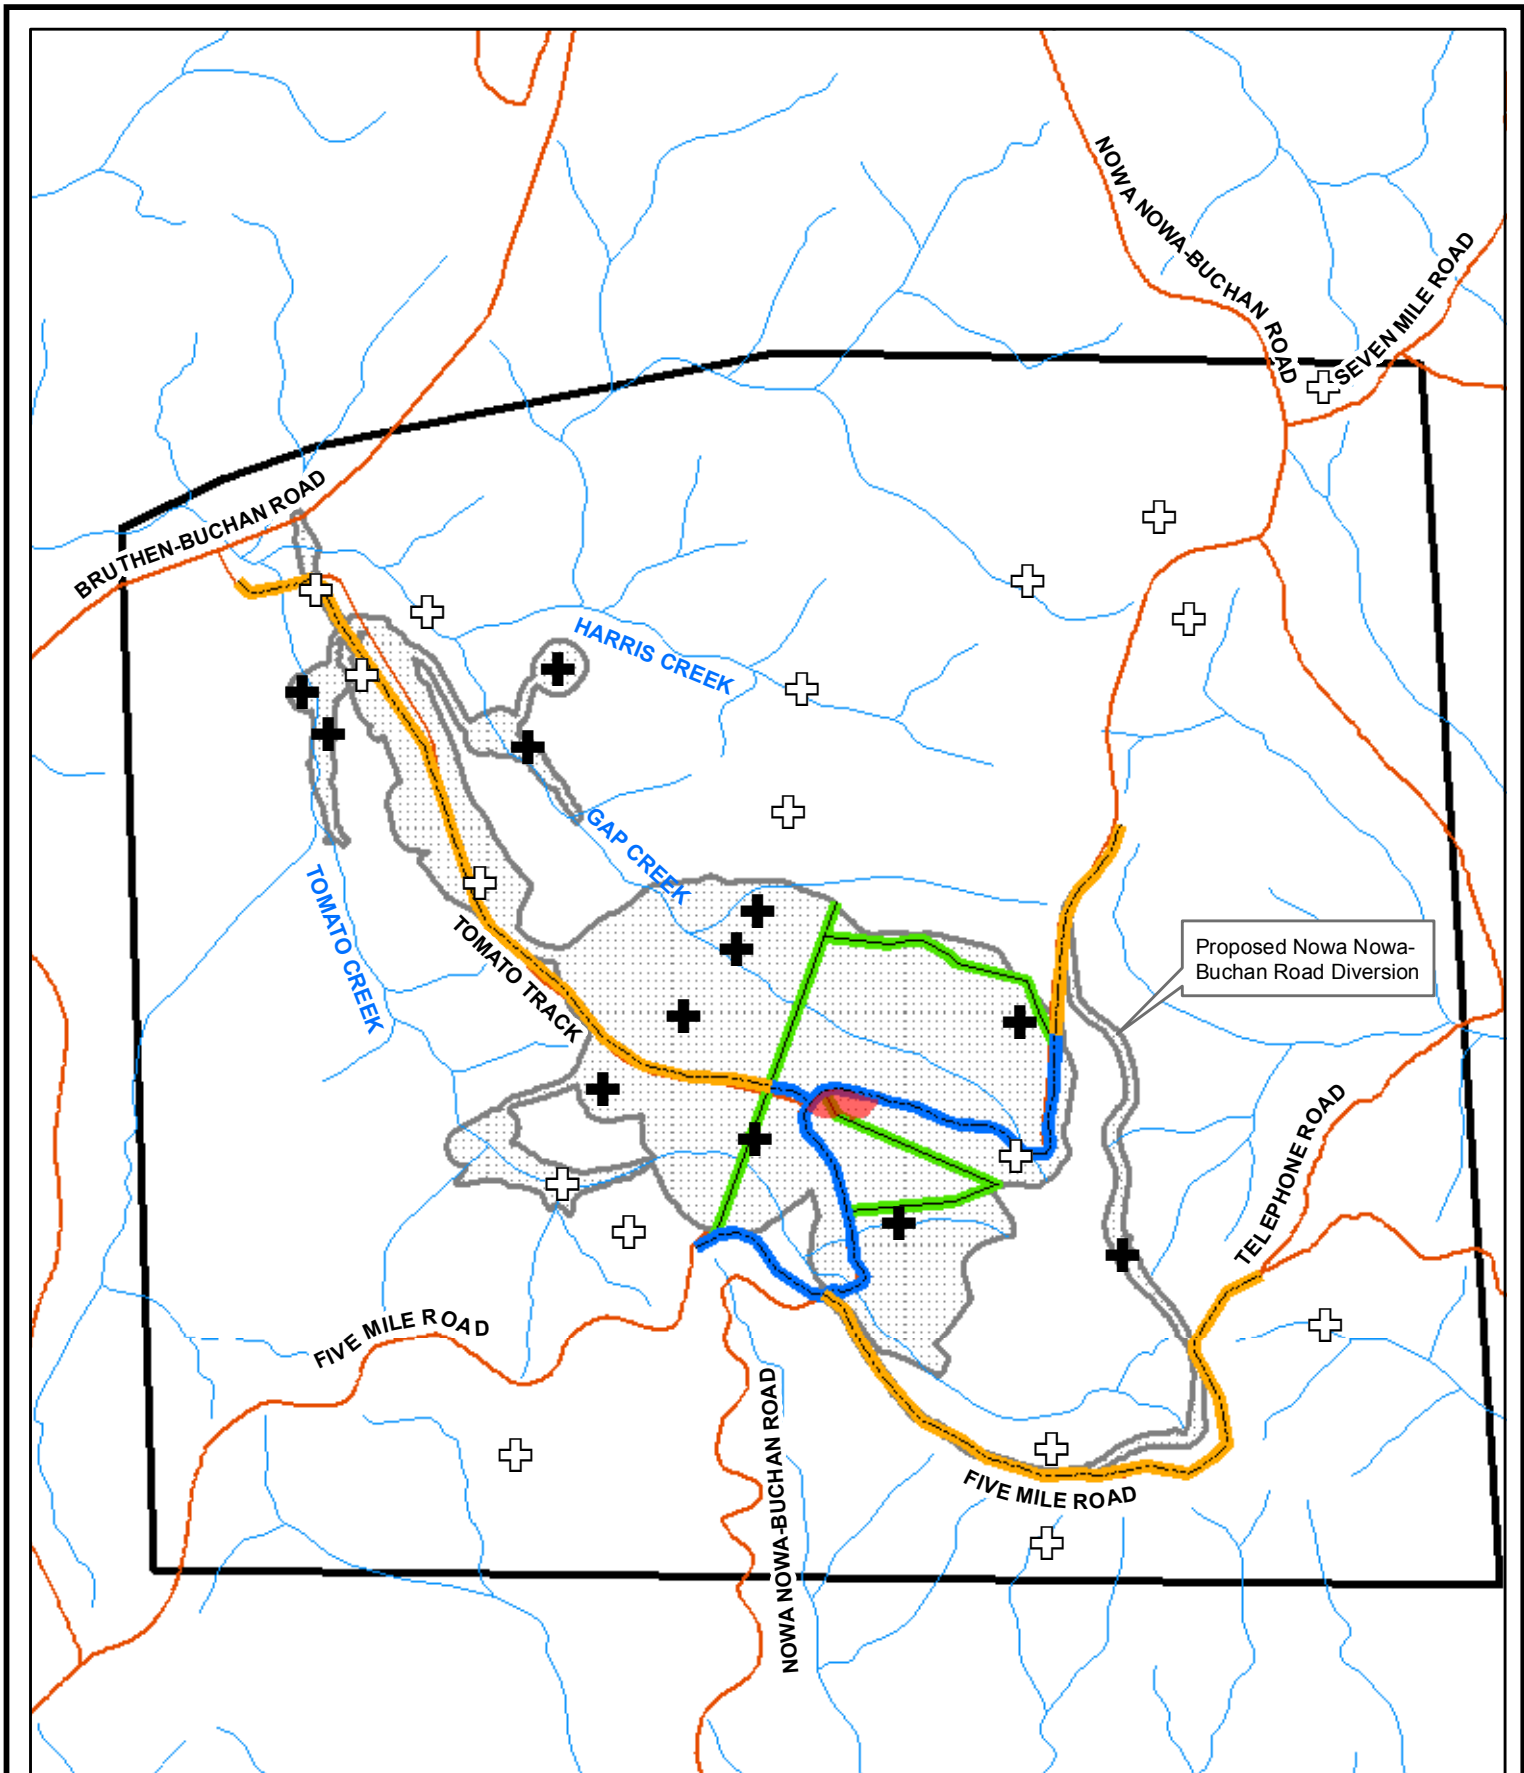 NOWA NOWA-BUCHAN ROAD
SEVEN MILE ROAD
BRUTHEN-BUCHAN ROAD
HARRIS CREEK
GAP CREEK
TOMATO CREEK
TOMATO TRACK
Proposed Nowa Nowa-
Buchan Road Diversion
TELEPHONE ROAD
FIVE MILE ROAD
NOWA NOWA-BUCHAN ROAD
FIVE MILE ROAD